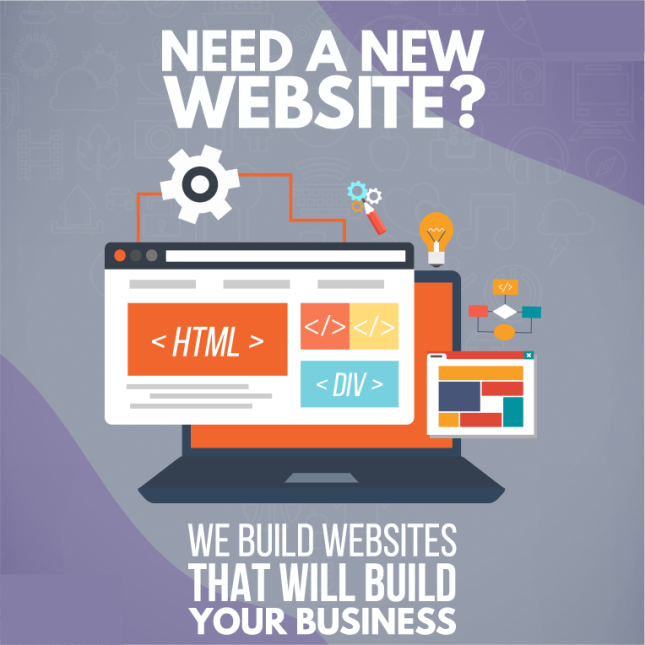 NEED A NEW
WEBSITE?
</>
< HTML >
</> </>
< DIV >
WE BUILD WEBSITES
THAT WILL BUILD
YOUR BUSINESS